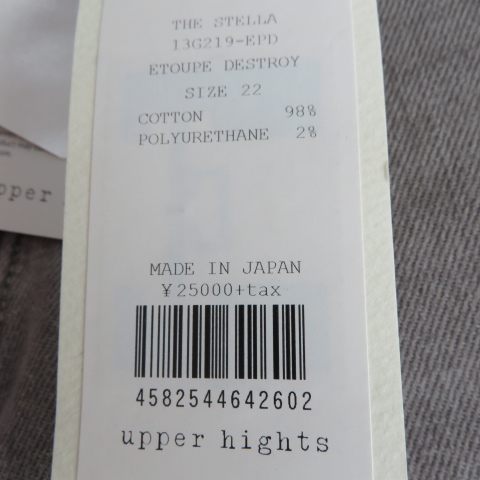 THE STELLA
13G219-EPD
ETOUPE DESTROY
SIZE 22
COTTON 98%
POLYURETHANE 2%
MADE IN JAPAN
¥25000+tax
4582544642602
upper hights